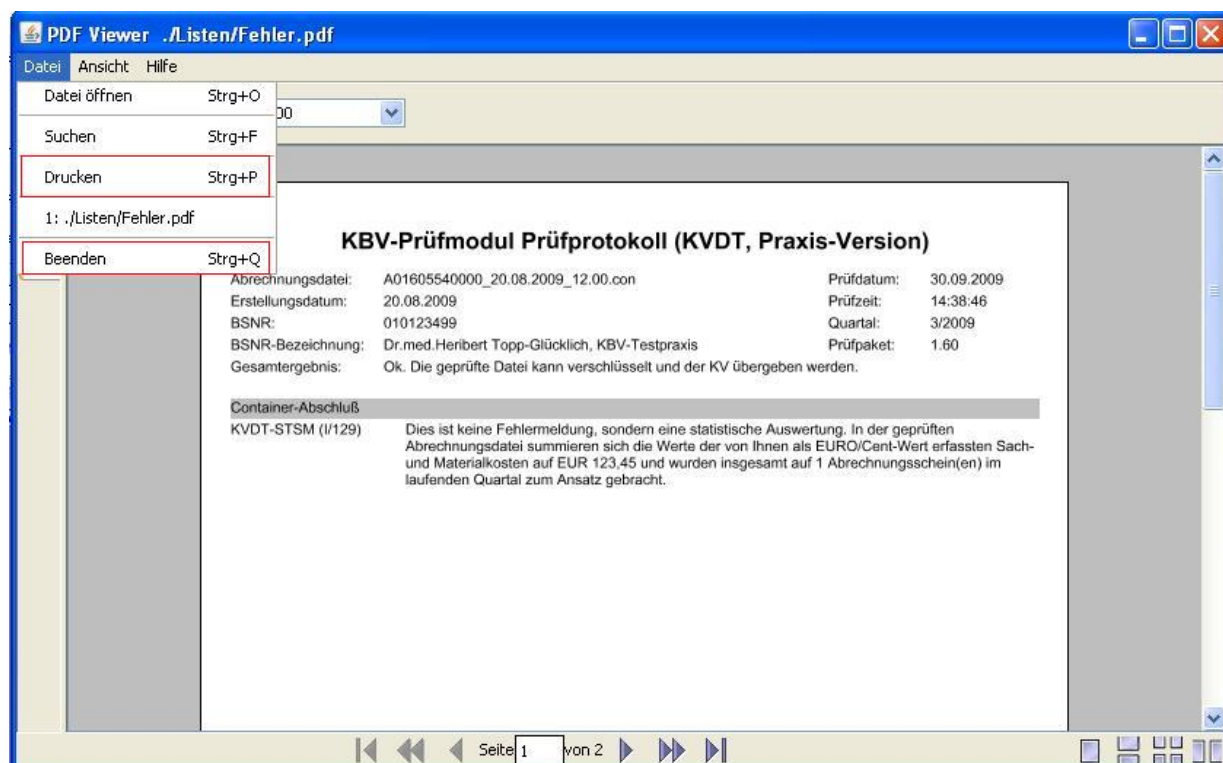 PDF Viewer ./Listen/Fehler.pdf
Datei Ansicht Hilfe
Datei öffnen Strg+O
Suchen Strg+F
Drucken Strg+P
1: ./Listen/Fehler.pdf
Beenden Strg+Q
00
KBV-Prüfmodul Prüfprotokoll (KVDT, Praxis-Version)
Abrechnungsdatei: A01605540000_20.08.2009_12.00.con Prüfdatum: 30.09.2009
Erstellungsdatum: 20.08.2009 Prüfzeit: 14:38:46
BSNR: 010123499 Quartal: 3/2009
BSNR-Bezeichnung: Dr.med.Heribert Topp-Glücklich, KBV-Testpraxis Prüfpaket: 1.60
Gesamtergebnis: Ok. Die geprüfte Datei kann verschlüsselt und der KV übergeben werden.
Container-Abschluß
KVDT-STSM (I/129) Dies ist keine Fehlermeldung, sondern eine statistische Auswertung. In der geprüften
Abrechnungsdatei summieren sich die Werte der von Ihnen als EURO/Cent-Wert erfassten Sach-
und Materialkosten auf EUR 123,45 und wurden insgesamt auf 1 Abrechnungsschein(en) im
laufenden Quartal zum Ansatz gebracht.
Seite 1 von 2